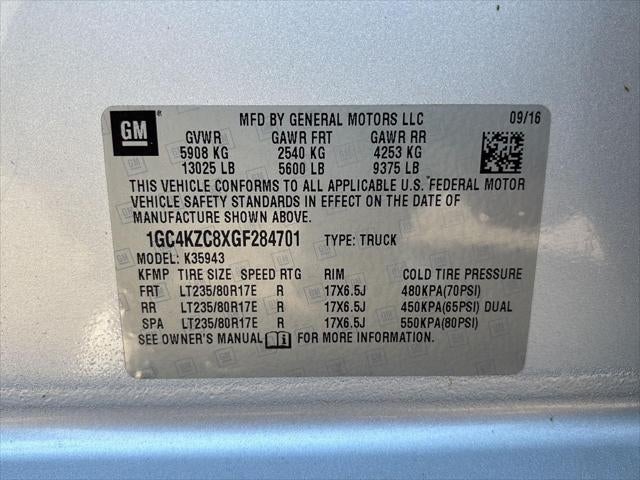 GM ®
MFD BY GENERAL MOTORS LLC 09/16
GVWR GAWR FRT GAWR RR
5908 KG 2540 KG 4253 KG
13025 LB 5600 LB 9375 LB
THIS VEHICLE CONFORMS TO ALL APPLICABLE U.S. FEDERAL MOTOR
VEHICLE SAFETY STANDARDS IN EFFECT ON THE DATE OF
MANUFACTURE SHOWN ABOVE.
1GC4KZC8XGF284701 TYPE: TRUCK
MODEL: K35943
KFMP TIRE SIZE SPEED RTG RIM COLD TIRE PRESSURE
FRT LT235/80R17E R 17X6.5J 480KPA(70PSI)
RR LT235/80R17E R 17X6.5J 450KPA(65PSI) DUAL
SPA LT235/80R17E R 17X6.5J 550KPA(80PSI)
SEE OWNER'S MANUAL i FOR MORE INFORMATION.